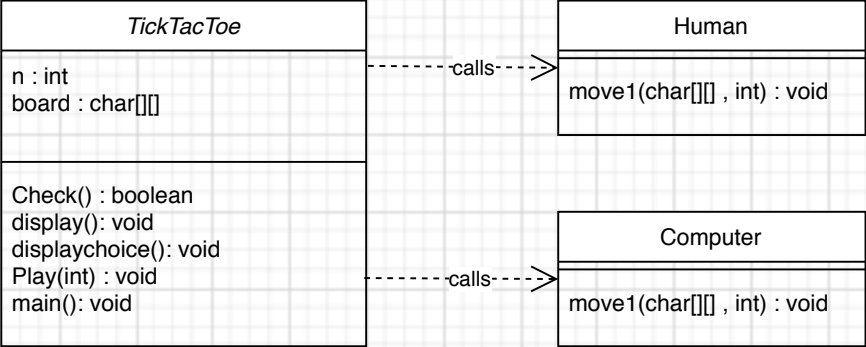 TickTacToe
n : int
board : char[][]
Check() : boolean
display(): void
displaychoice(): void
Play(int) : void
main(): void
calls
Human
move1(char[][] , int) : void
calls
Computer
move1(char[][] , int) : void